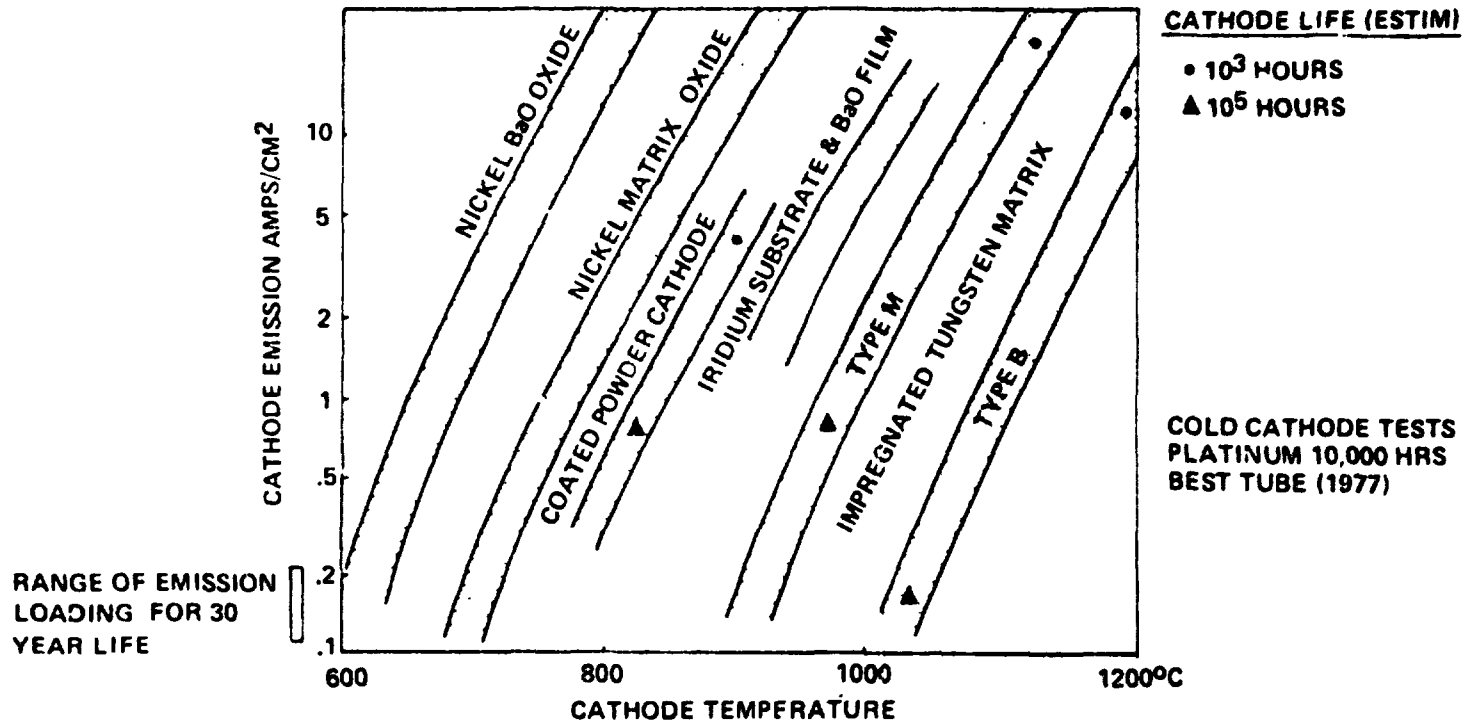 CATHODE LIFE (ESTIM)
• 10³ HOURS
▲ 10⁵ HOURS
COLD CATHODE TESTS
PLATINUM 10,000 HRS
BEST TUBE (1977)
CATHODE EMISSION AMPS/CM²
10
5
2
1
.5
.2
.1
RANGE OF EMISSION
LOADING FOR 30
YEAR LIFE
NICKEL BaO OXIDE
NICKEL MATRIX OXIDE
COATED POWDER CATHODE
IRIDIUM SUBSTRATE & BaO FILM
TYPE M
IMPREGNATED TUNGSTEN MATRIX
TYPE B
600
800
1000
1200°C
CATHODE TEMPERATURE